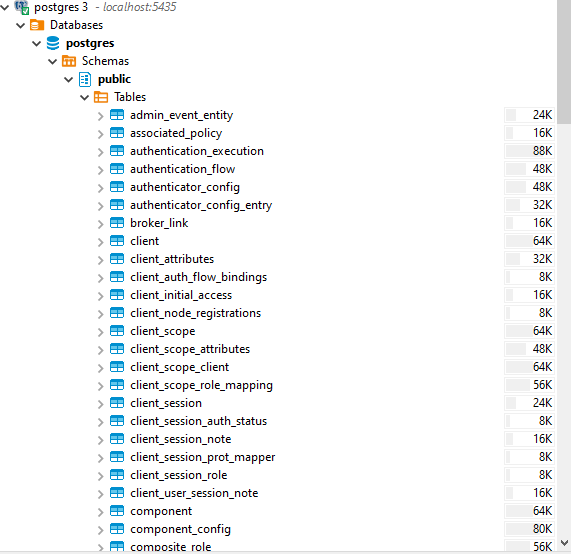 postgres 3 - localhost:5435
Databases
postgres
Schemas
public
Tables
admin_event_entity 24K
associated_policy 16K
authentication_execution 88K
authentication_flow 48K
authenticator_config 48K
authenticator_config_entry 32K
broker_link 16K
client 64K
client_attributes 32K
client_auth_flow_bindings 8K
client_initial_access 16K
client_node_registrations 8K
client_scope 64K
client_scope_attributes 48K
client_scope_client 64K
client_scope_role_mapping 56K
client_session 24K
client_session_auth_status 8K
client_session_note 16K
client_session_prot_mapper 8K
client_session_role 8K
client_user_session_note 16K
component 64K
component_config 80K
composite_role 56K